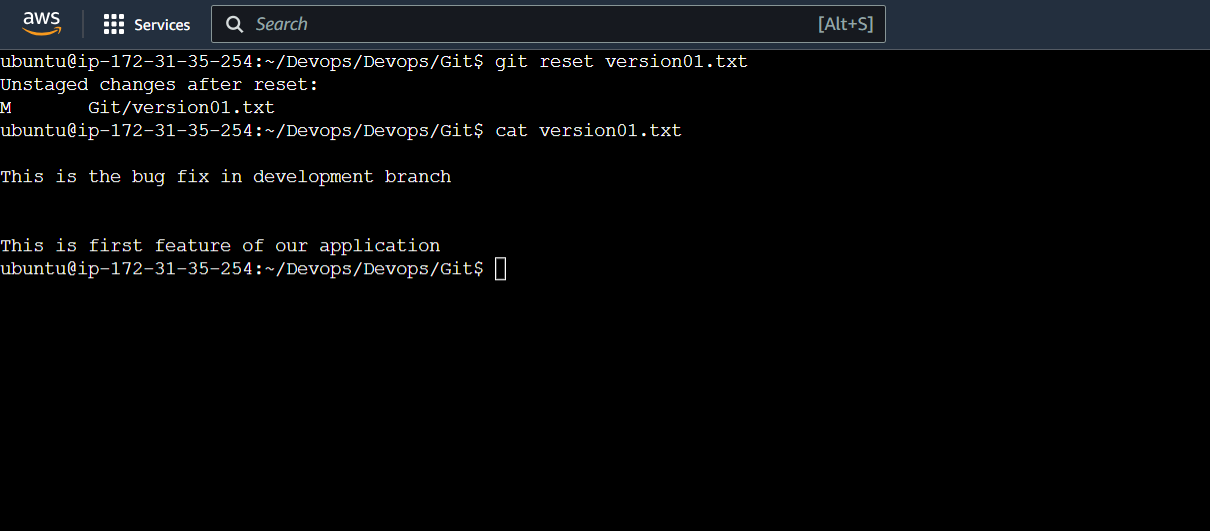 aws
Services
Search
[Alt+S]
ubuntu@ip-172-31-35-254:~/Devops/Devops/Git$ git reset version01.txt
Unstaged changes after reset:
M       Git/version01.txt
ubuntu@ip-172-31-35-254:~/Devops/Devops/Git$ cat version01.txt
This is the bug fix in development branch
This is first feature of our application
ubuntu@ip-172-31-35-254:~/Devops/Devops/Git$